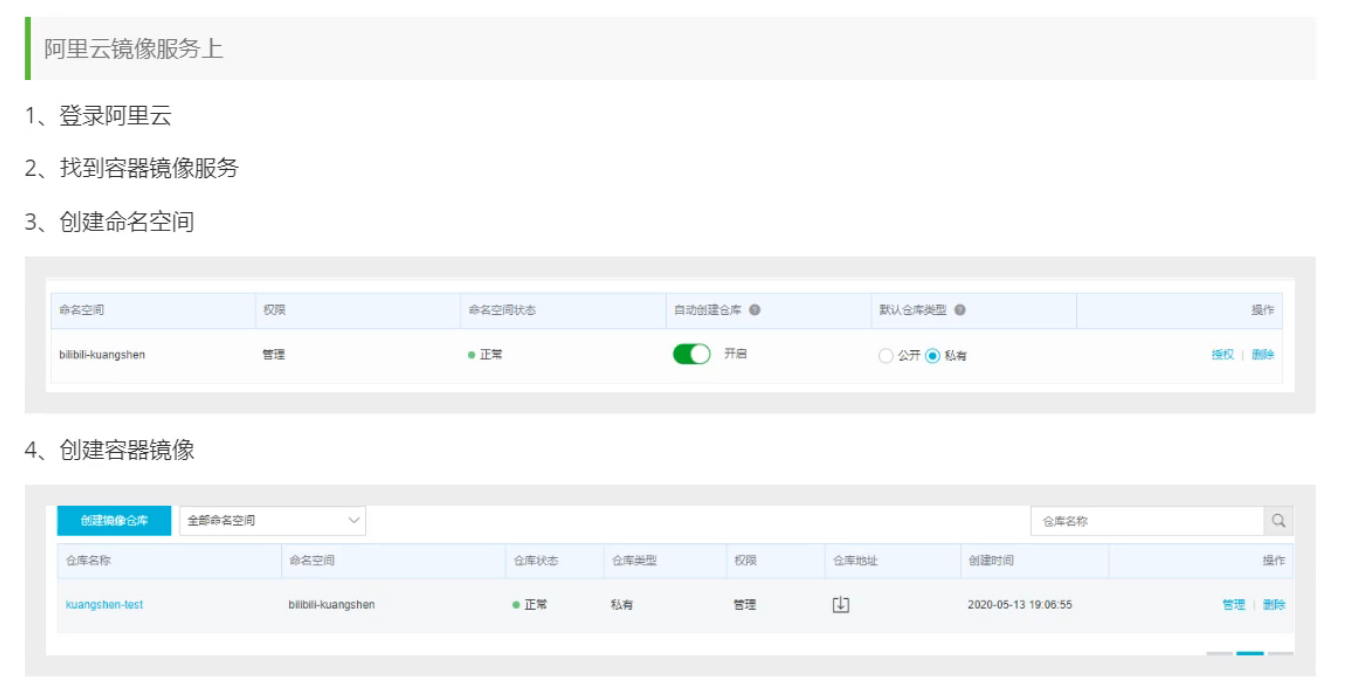 阿里云镜像服务上
1、登录阿里云
2、找到容器镜像服务
3、创建命名空间
命名空间 权限 命名空间状态 自动创建仓库 默认仓库类型 操作
bilibili-kuangshen 管理 正常 开启 公开 私有 授权 | 删除
4、创建容器镜像
创建镜像仓库 全部命名空间 仓库名称
仓库名称 命名空间 仓库状态 仓库类型 权限 仓库地址 创建时间 操作
kuangshen-test bilibili-kuangshen 正常 私有 管理 2020-05-13 19:06:55 管理 | 删除